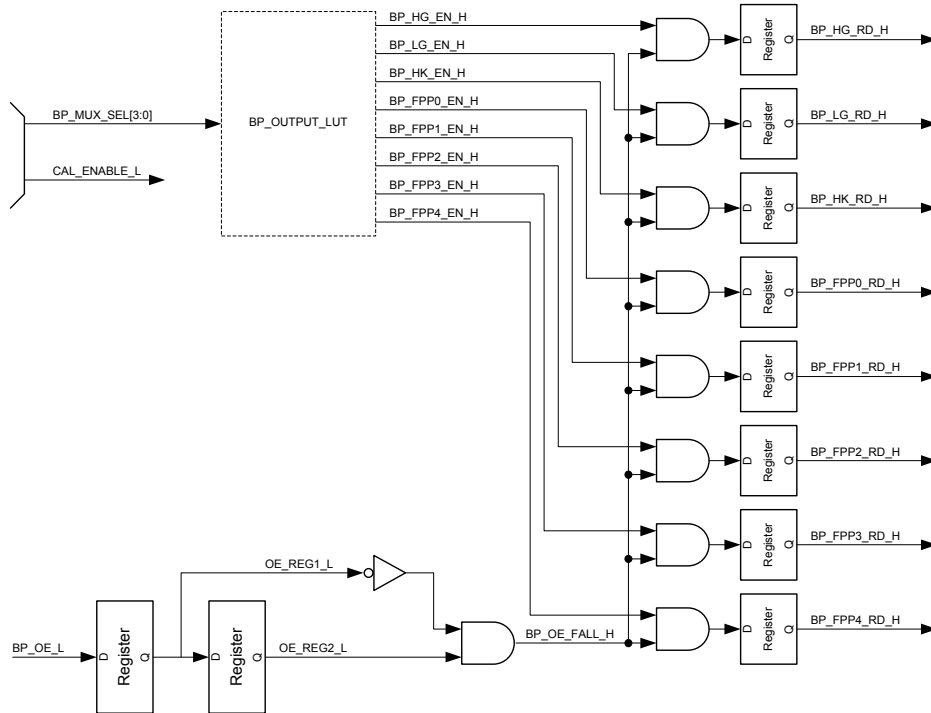 BP_HG_EN_H
BP_LG_EN_H
BP_HK_EN_H
BP_FPP0_EN_H
BP_FPP1_EN_H
BP_FPP2_EN_H
BP_FPP3_EN_H
BP_FPP4_EN_H
BP_MUX_SEL[3:0]
CAL_ENABLE_L
BP_OUTPUT_LUT
D
Register
Q
BP_HG_RD_H
D
Register
Q
BP_LG_RD_H
D
Register
Q
BP_HK_RD_H
D
Register
Q
BP_FPP0_RD_H
D
Register
Q
BP_FPP1_RD_H
D
Register
Q
BP_FPP2_RD_H
D
Register
Q
BP_FPP3_RD_H
D
Register
Q
BP_FPP4_RD_H
BP_OE_L
D
Register
Q
OE_REG1_L
D
Register
Q
OE_REG2_L
BP_OE_FALL_H